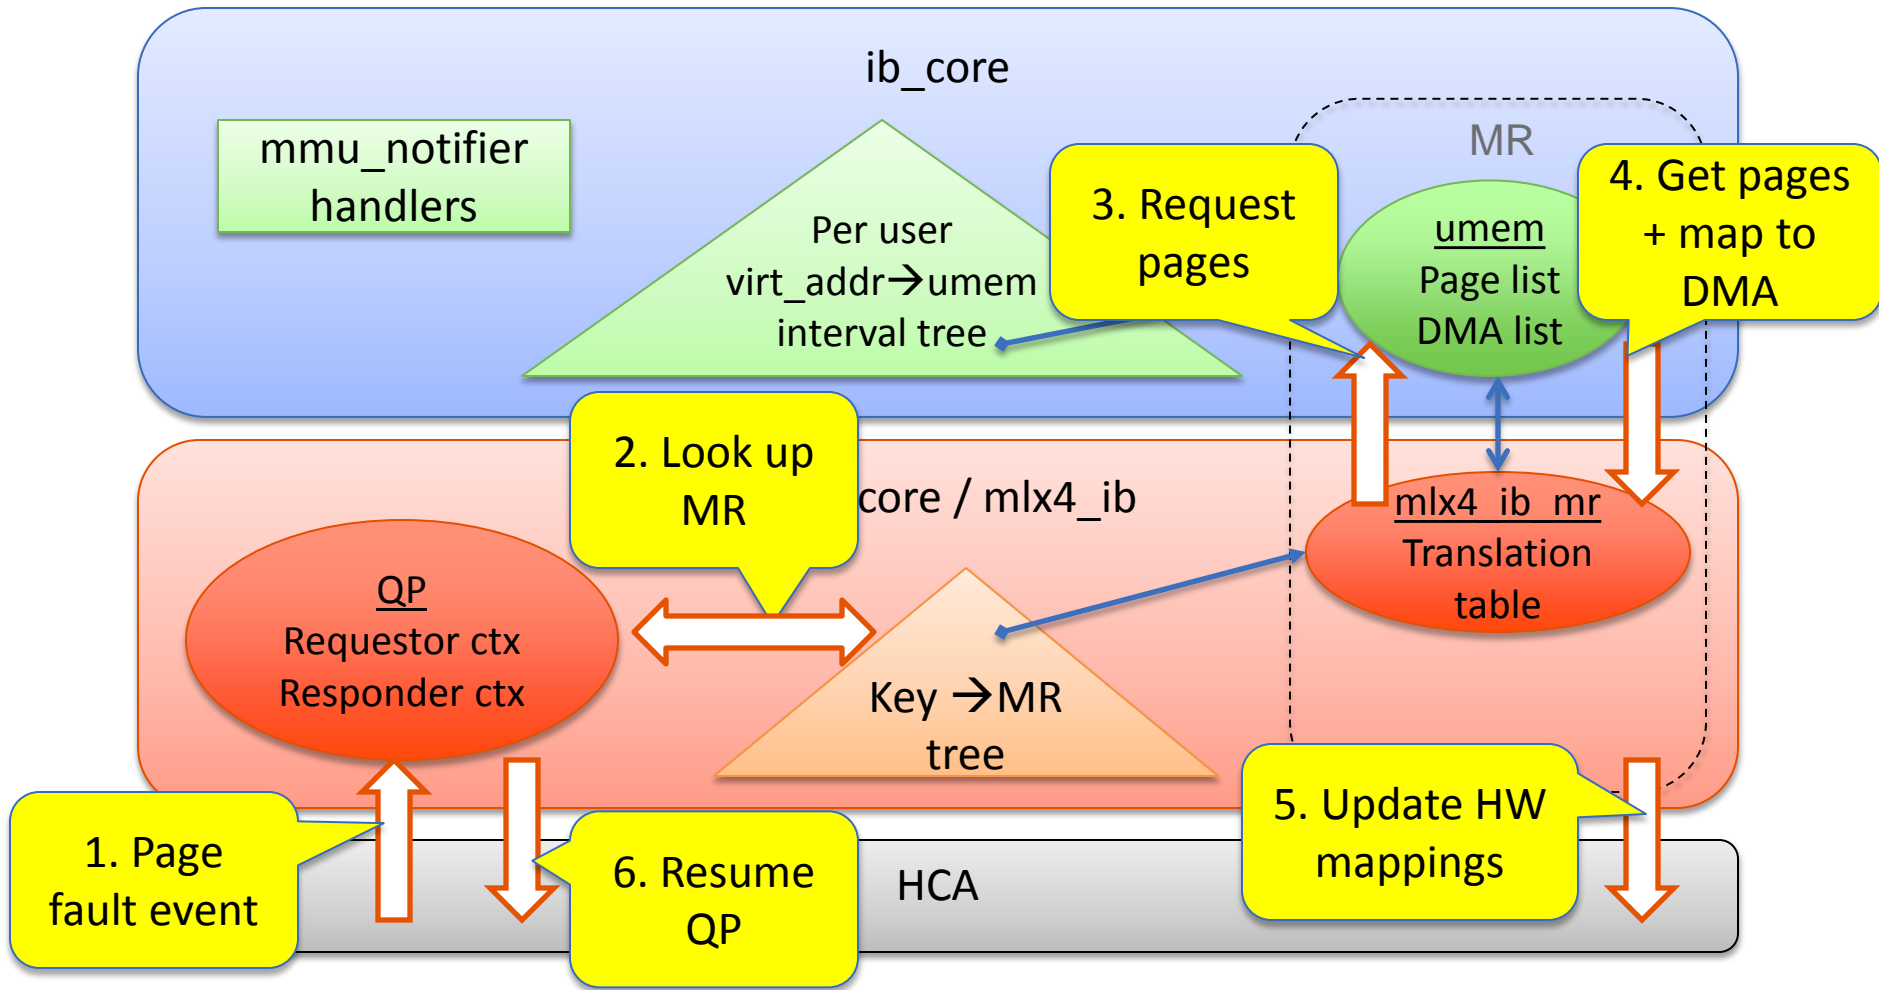 ib_core
mmu_notifier
handlers
Per user
virt_addr→umem
interval tree
MR
3. Request
pages
umem
Page list
DMA list
4. Get pages
+ map to
DMA
2. Look up
MR
core / mlx4_ib
mlx4_ib_mr
Translation
table
QP
Requestor ctx
Responder ctx
Key →MR
tree
1. Page
fault event
6. Resume
QP
HCA
5. Update HW
mappings